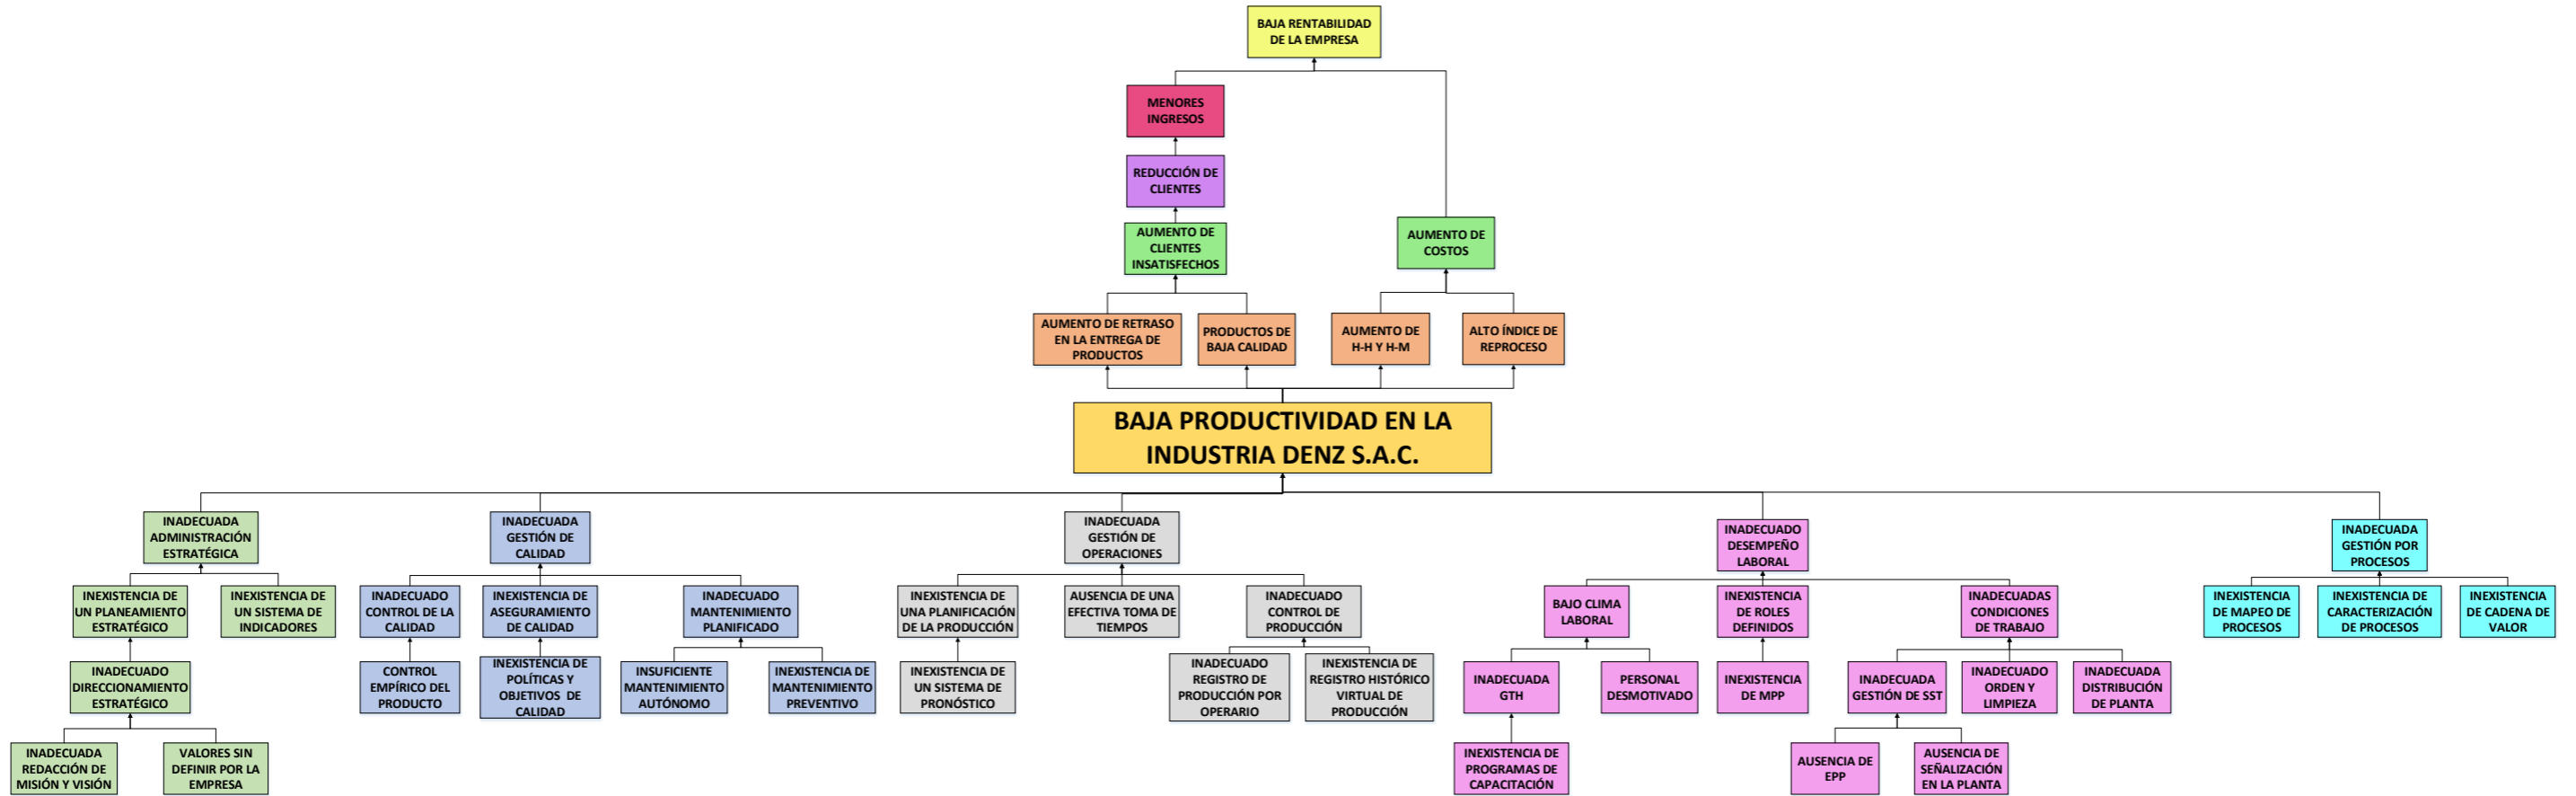 BAJA RENTABILIDAD
DE LA EMPRESA
MENORES
INGRESOS
REDUCCIÓN DE
CLIENTES
AUMENTO DE
CLIENTES
INSATISFECHOS
AUMENTO DE
COSTOS
AUMENTO DE RETRASO
EN LA ENTREGA DE
PRODUCTOS
PRODUCTOS DE
BAJA CALIDAD
AUMENTO DE
H-H Y H-M
ALTO ÍNDICE DE
REPROCESO
BAJA PRODUCTIVIDAD EN LA
INDUSTRIA DENZ S.A.C.
INADECUADA
ADMINISTRACIÓN
ESTRATÉGICA
INADECUADA
GESTIÓN DE
CALIDAD
INADECUADA
GESTIÓN DE
OPERACIONES
INADECUADO
DESEMPEÑO
LABORAL
INADECUADA
GESTIÓN POR
PROCESOS
INEXISTENCIA DE
UN PLANEAMIENTO
ESTRATÉGICO
INEXISTENCIA DE
UN SISTEMA DE
INDICADORES
INADECUADO
CONTROL DE LA
CALIDAD
INEXISTENCIA DE
ASEGURAMIENTO
DE CALIDAD
INADECUADO
MANTENIMIENTO
PLANIFICADO
INEXISTENCIA DE
UNA PLANIFICACIÓN
DE LA PRODUCCIÓN
AUSENCIA DE UNA
EFECTIVA TOMA DE
TIEMPOS
INADECUADO
CONTROL DE
PRODUCCIÓN
BAJO CLIMA
LABORAL
INEXISTENCIA
DE ROLES
DEFINIDOS
INADECUADAS
CONDICIONES
DE TRABAJO
INEXISTENCIA
DE MAPEO DE
PROCESOS
INEXISTENCIA DE
CARACTERIZACIÓN
DE PROCESOS
INEXISTENCIA
DE CADENA DE
VALOR
INADECUADO
DIRECCIONAMIENTO
ESTRATÉGICO
CONTROL
EMPÍRICO DEL
PRODUCTO
INEXISTENCIA DE
POLÍTICAS Y
OBJETIVOS DE
CALIDAD
INSUFICIENTE
MANTENIMIENTO
AUTÓNOMO
INEXISTENCIA DE
MANTENIMIENTO
PREVENTIVO
INEXISTENCIA DE
UN SISTEMA DE
PRONÓSTICO
INADECUADO
REGISTRO DE
PRODUCCIÓN POR
OPERARIO
INEXISTENCIA DE
REGISTRO HISTÓRICO
VIRTUAL DE
PRODUCCIÓN
INADECUADA
GTH
PERSONAL
DESMOTIVADO
INEXISTENCIA
DE MPP
INADECUADA
GESTIÓN DE SST
INADECUADO
ORDEN Y
LIMPIEZA
INADECUADA
DISTRIBUCIÓN
DE PLANTA
INADECUADA
REDACCIÓN DE
MISIÓN Y VISIÓN
VALORES SIN
DEFINIR POR LA
EMPRESA
INEXISTENCIA DE
PROGRAMAS DE
CAPACITACIÓN
AUSENCIA DE
EPP
AUSENCIA DE
SEÑALIZACIÓN
EN LA PLANTA